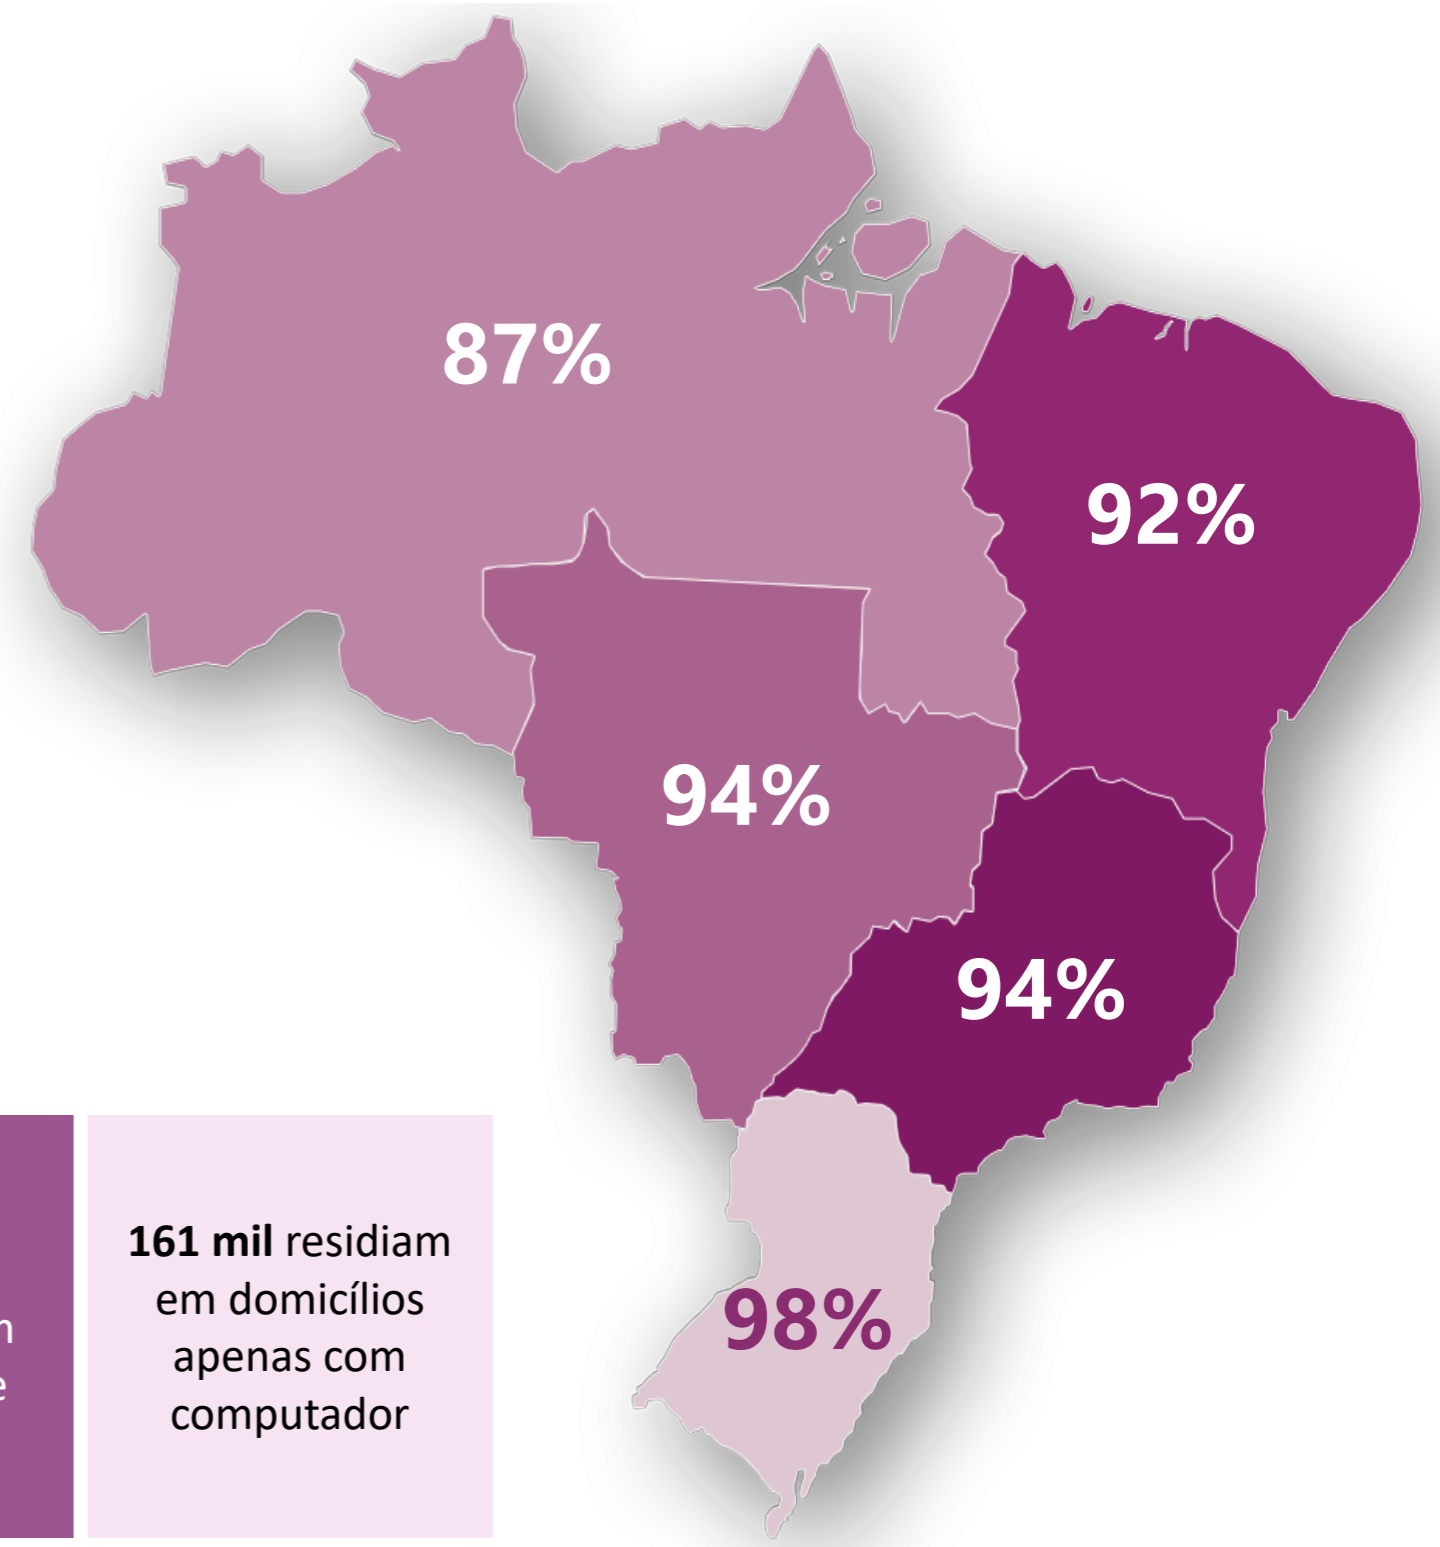 87%
92%
94%
94%
98%
161 mil residiam
em domicílios
apenas com
computador